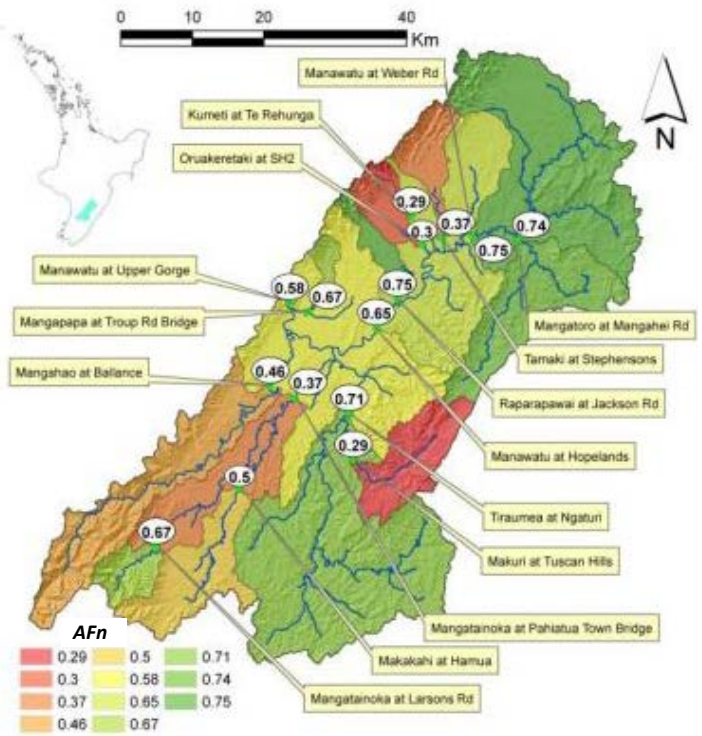 0 10 20 40
Km
Manawatu at Weber Rd
N
Kumeti at Te Rehunga
Oruakeretaki at SH2
0.29
0.37
0.74
0.3
0.75
Manawatu at Upper Gorge
0.58
0.67
0.75
0.65
Mangapapa at Troup Rd Bridge
Mangatoro at Mangahei Rd
Tamaki at Stephensons
Mangahao at Ballance
0.46
0.37
0.71
Raparapawai at Jackson Rd
0.29
Manawatu at Hopelands
0.5
Tiraumea at Ngaturi
0.67
Makuri at Tuscan Hills
Mangatainoka at Pahiatua Town Bridge
AFn
0.29 0.5 0.71
0.3 0.58 0.74
0.37 0.65 0.75
0.46 0.67
Makakahi at Hamua
Mangatainoka at Larsons Rd